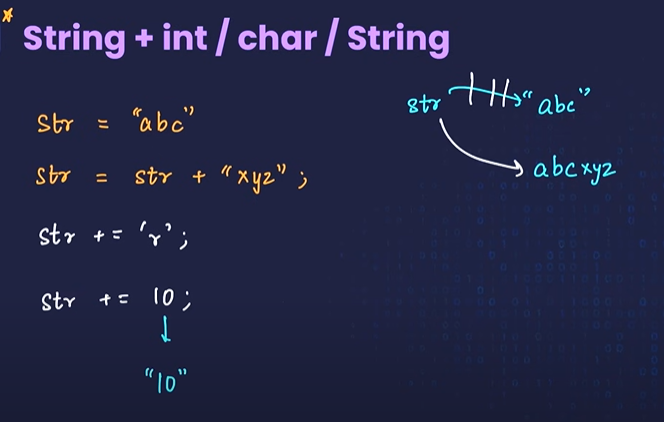 String + int / char / String
str = "abc"
str = str + "xyz" ;
str += 'r' ;
str += 10 ;
"10"
str "abc"
abcxyz